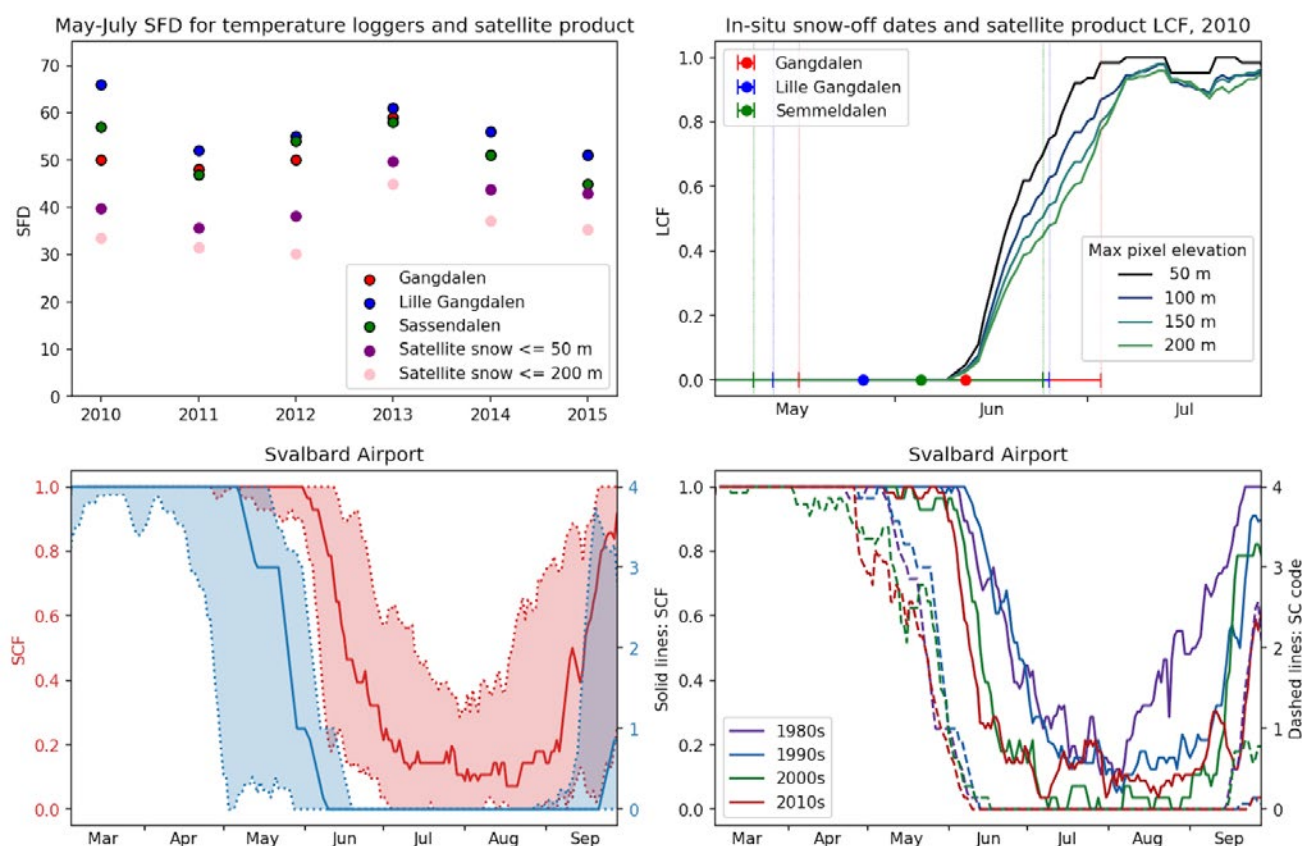 May-July SFD for temperature loggers and satellite product
70
60
50
40
30
20
10
0
SFD
2010
2011
2012
2013
2014
2015
Gangdalen
Lille Gangdalen
Sassendalen
Satellite snow <= 50 m
Satellite snow <= 200 m
In-situ snow-off dates and satellite product LCF, 2010
1.0
0.8
0.6
0.4
0.2
0.0
LCF
Gangdalen
Lille Gangdalen
Semmeldalen
Max pixel elevation
50 m
100 m
150 m
200 m
May
Jun
Jul
Svalbard Airport
1.0
0.8
0.6
0.4
0.2
0.0
SCF
4
3
2
1
0
Mar
Apr
May
Jun
Jul
Aug
Sep
Svalbard Airport
Solid lines: SCF
1.0
0.8
0.6
0.4
0.2
0.0
1980s
1990s
2000s
2010s
4
3
2
1
0
Dashed lines: SC code
Mar
Apr
May
Jun
Jul
Aug
Sep